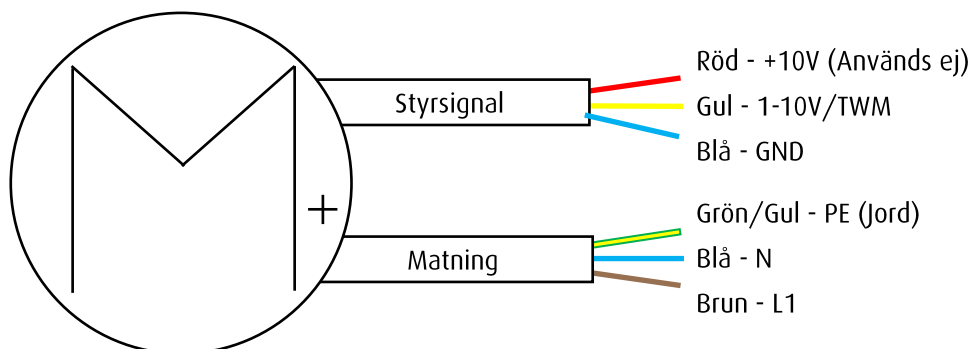 Styrsignal
Röd - +10V (Används ej)
Gul - 1-10V/TWM
Blå - GND
Matning
Grön/Gul - PE (Jord)
Blå - N
Brun - L1
M
+